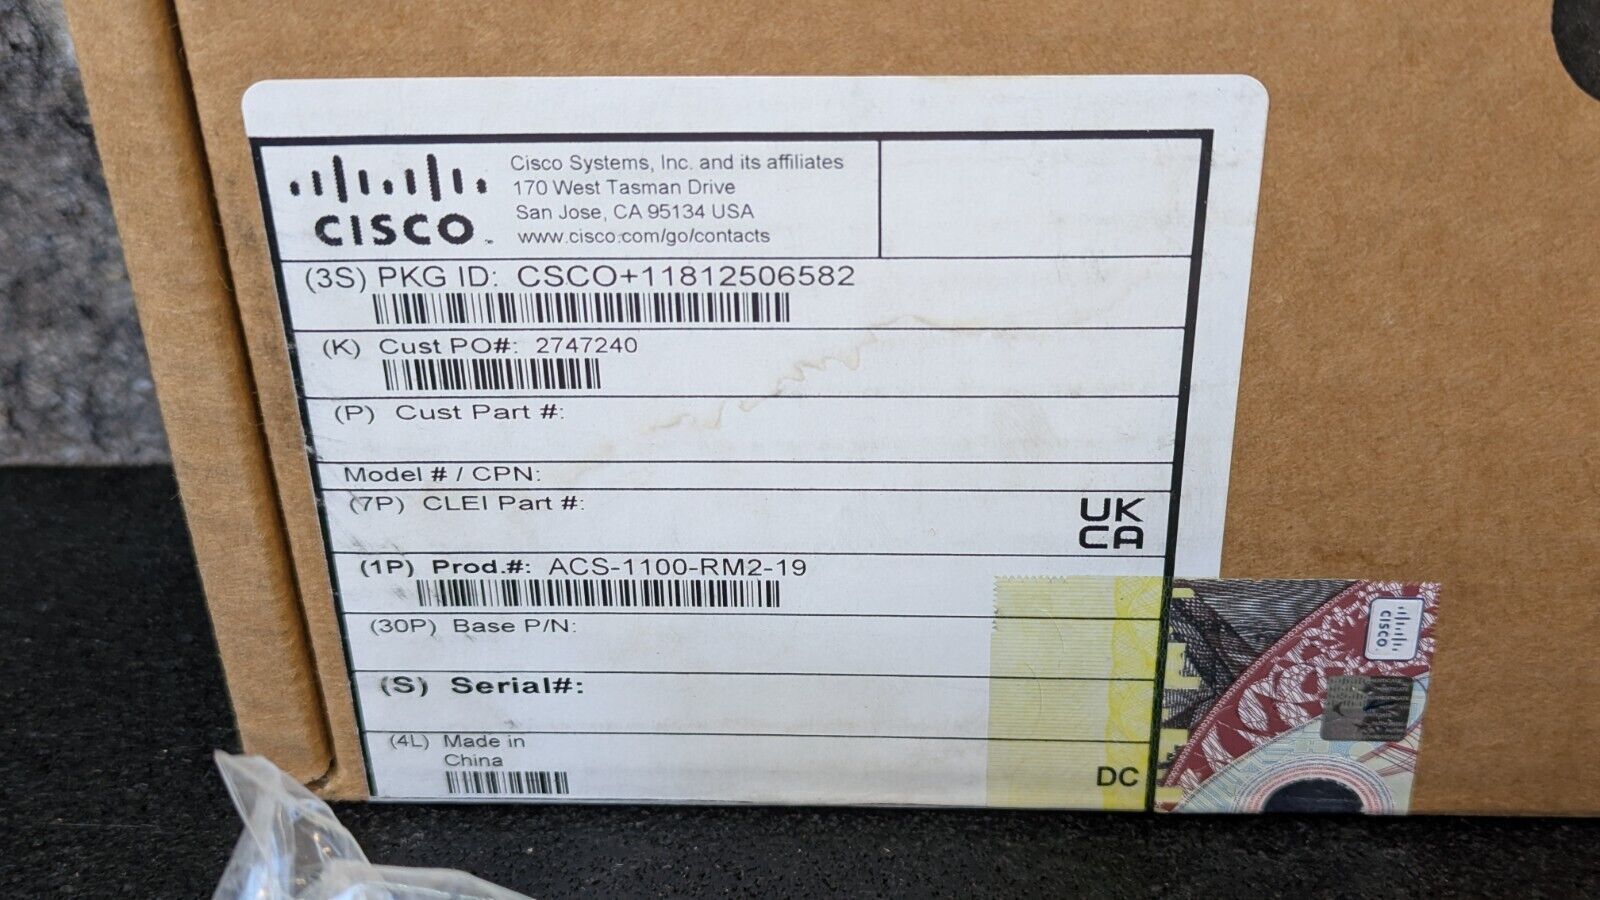 CISCO
Cisco Systems, Inc. and its affiliates
170 West Tasman Drive
San Jose, CA 95134 USA
www.cisco.com/go/contacts
(3S) PKG ID: CSCO+11812506582
(K) Cust PO#: 2747240
(P) Cust Part #:
Model # / CPN:
(7P) CLEI Part #:
UK
CA
(1P) Prod.#: ACS-1100-RM2-19
(30P) Base P/N:
(S) Serial#:
(4L) Made in
China
DC
CISCO